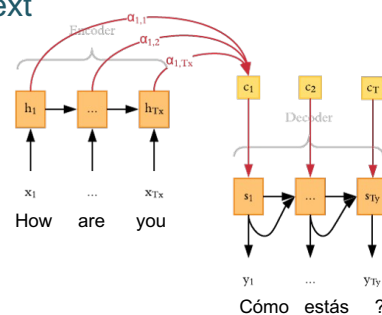 ext
Encoder
α1,1
α1,2
α1,Tx
h1 ... hTx
c1 c2 cT
Decoder
s1 ... sTy
x1 ... xTx
How are you
y1 ... yTy
Cómo estás ?